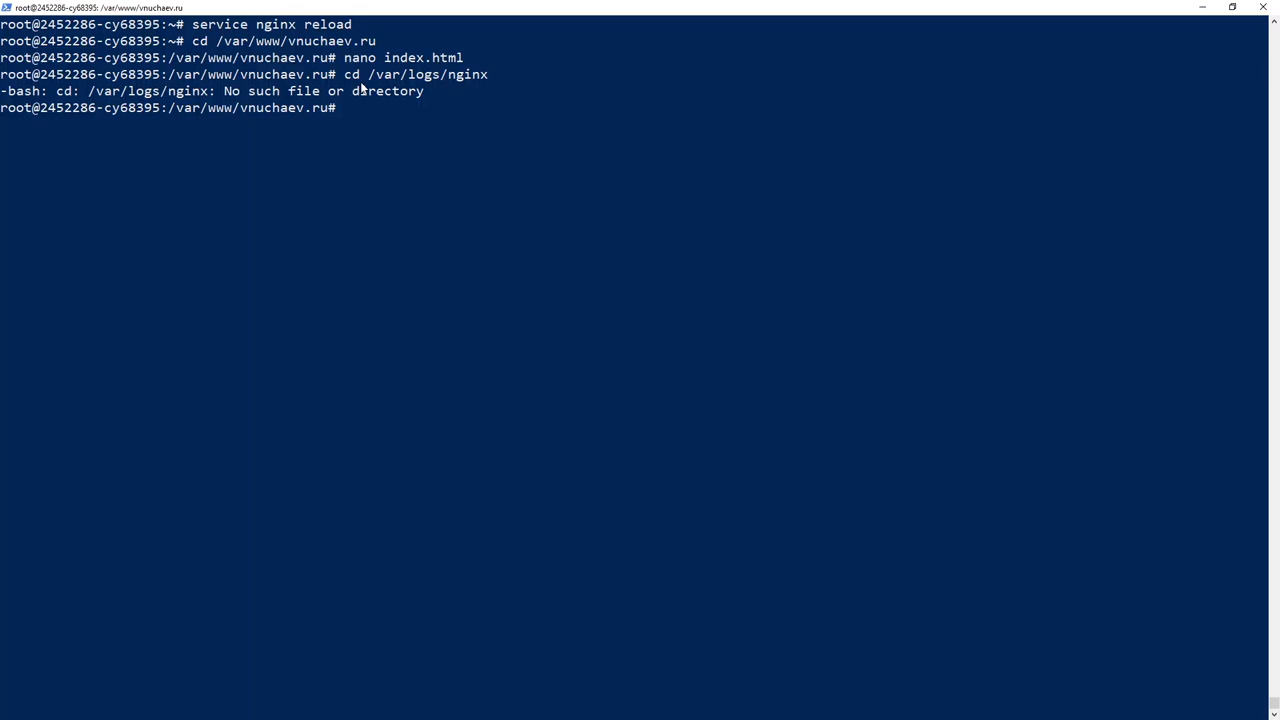 root@2452286-cy68395: /var/www/vnuchaev.ru
root@2452286-cy68395:~# service nginx reload
root@2452286-cy68395:~# cd /var/www/vnuchaev.ru
root@2452286-cy68395:/var/www/vnuchaev.ru# nano index.html
root@2452286-cy68395:/var/www/vnuchaev.ru# cd /var/logs/nginx
-bash: cd: /var/logs/nginx: No such file or directory
root@2452286-cy68395:/var/www/vnuchaev.ru#